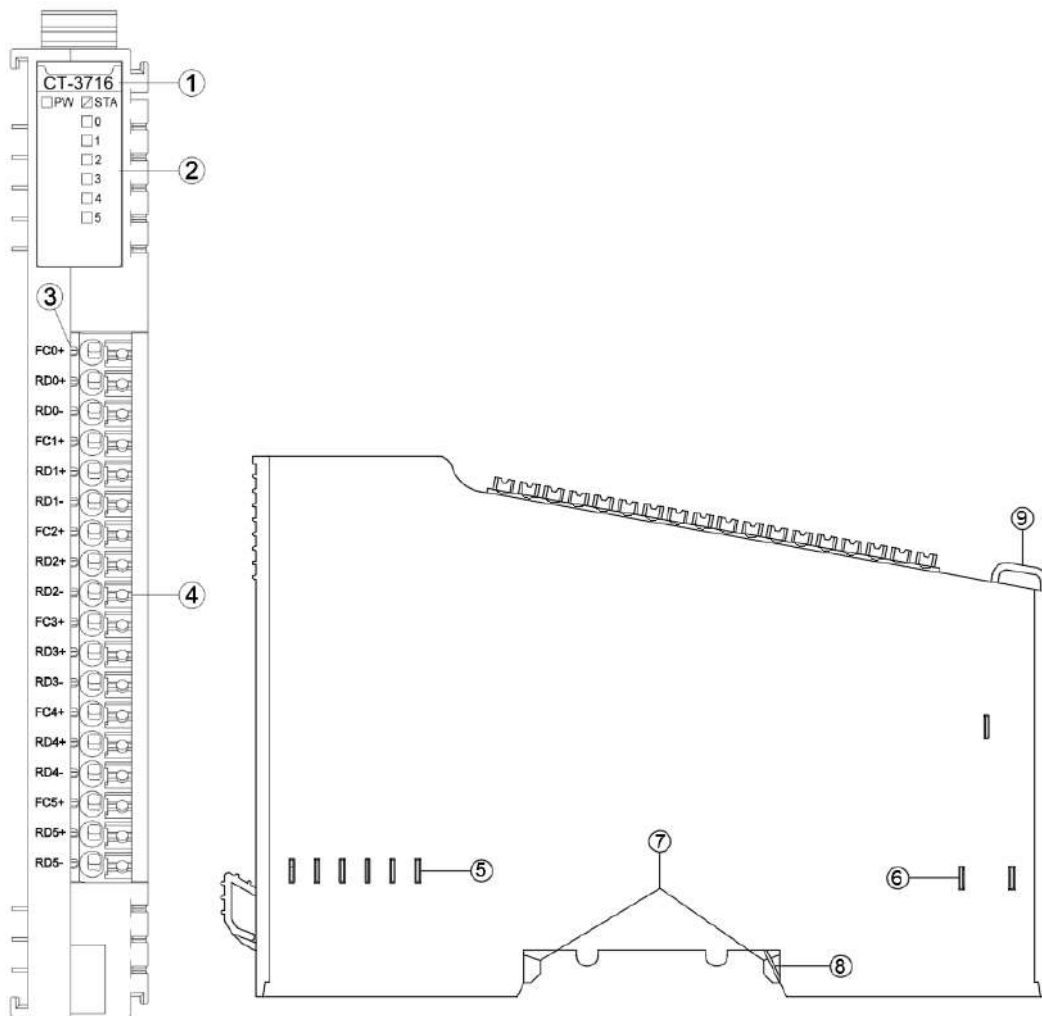 CT-3716
①
PW STA
0
1
2
②
3
4
5
③
FC0+
RD0+
RD0-
FC1+
RD1+
RD1-
FC2+
RD2+
RD2-
④
FC3+
RD3+
RD3-
FC4+
RD4+
RD4-
FC5+
RD5+
RD5-
⑨
⑦
⑤
⑥
⑧